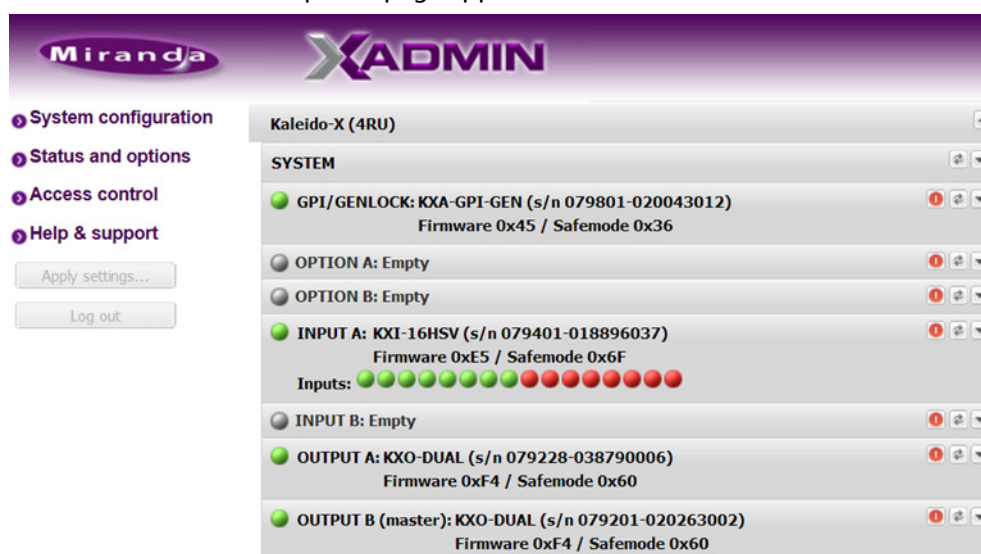 Miranda
XADMIN
System configuration
Status and options
Access control
Help & support
Apply settings...
Log out
Kaleido-X (4RU)
SYSTEM
GPI/GENLOCK: KXA-GPI-GEN (s/n 079801-020043012)
Firmware 0x45 / Safemode 0x36
OPTION A: Empty
OPTION B: Empty
INPUT A: KXI-16HSV (s/n 079401-018896037)
Firmware 0xE5 / Safemode 0x6F
Inputs:
INPUT B: Empty
OUTPUT A: KXO-DUAL (s/n 079228-038790006)
Firmware 0xF4 / Safemode 0x60
OUTPUT B (master): KXO-DUAL (s/n 079201-020263002)
Firmware 0xF4 / Safemode 0x60